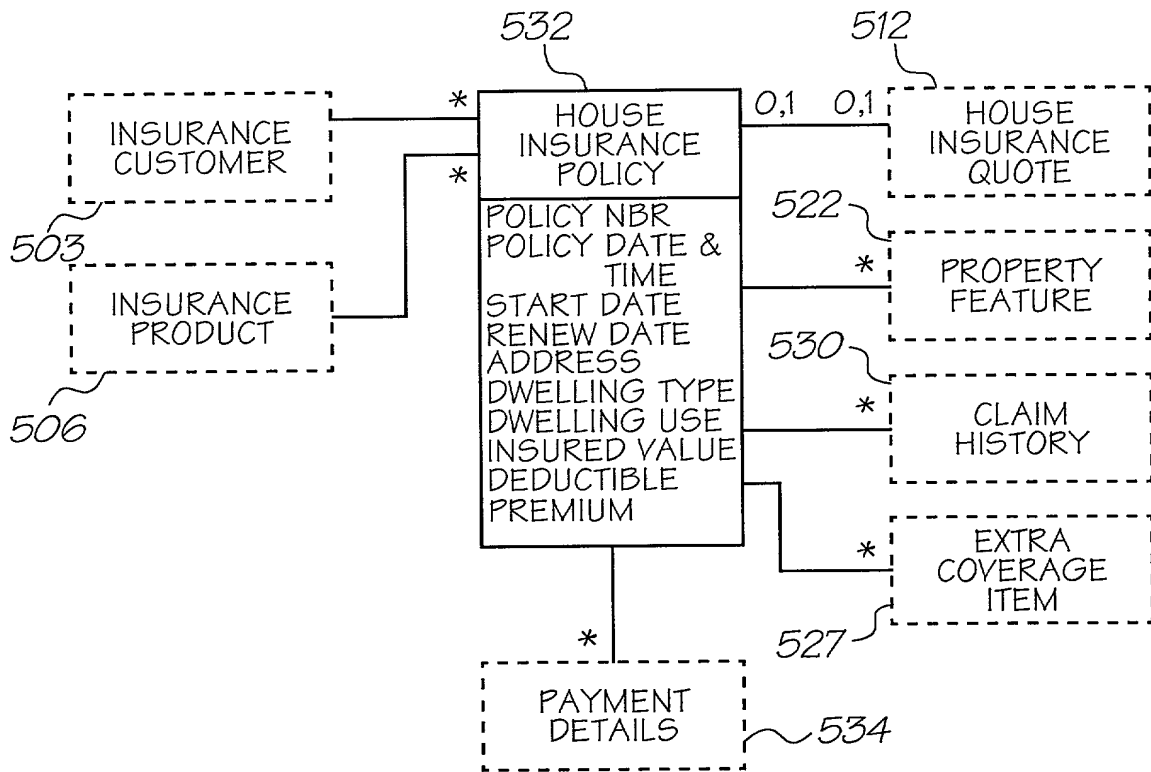 532
512
INSURANCE
CUSTOMER
503
*
*
HOUSE
INSURANCE
POLICY
0,1 0,1
HOUSE
INSURANCE
QUOTE
INSURANCE
PRODUCT
506
POLICY NBR
POLICY DATE &
TIME
START DATE
RENEW DATE
ADDRESS
DWELLING TYPE
DWELLING USE
INSURED VALUE
DEDUCTIBLE
PREMIUM
522
*
PROPERTY
FEATURE
530
*
CLAIM
HISTORY
*
EXTRA
COVERAGE
ITEM
527
*
PAYMENT
DETAILS
534